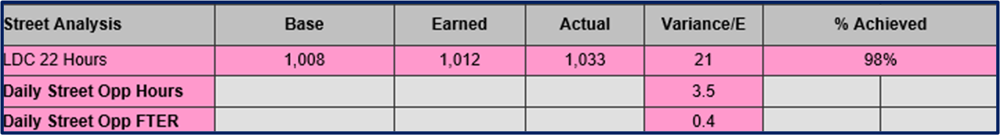 Street Analysis Base Earned Actual Variance/E % Achieved
LDC 22 Hours 1,008 1,012 1,033 21 98%
Daily Street Opp Hours 3.5
Daily Street Opp FTER 0.4